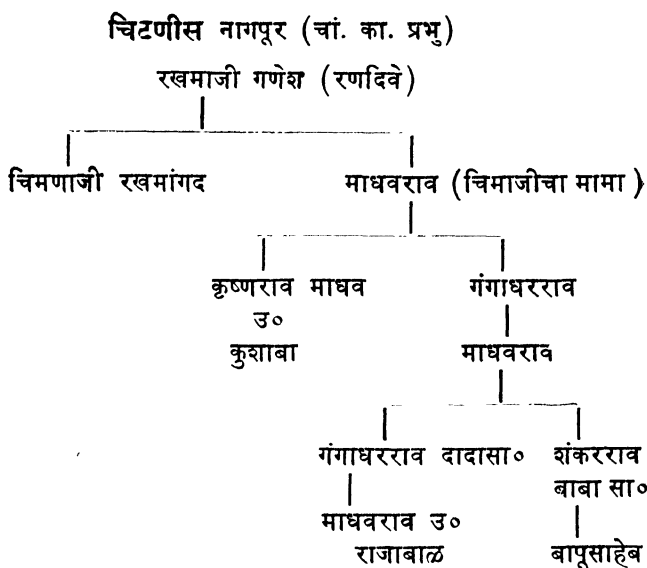 चिटणीस नागपूर (चां. का. प्रभु)
रखमाजी गणेश (रणदिवे)
चिमणाजी रखमांगद माधवराव (चिमाजीचा मामा)
कृष्णराव माधव गंगाधरराव
उ०
कुशाबा माधवराव
गंगाधरराव दादासा० शंकरराव
बाबा सा०
माधवराव उ०
राजाबाळ बापूसाहेब